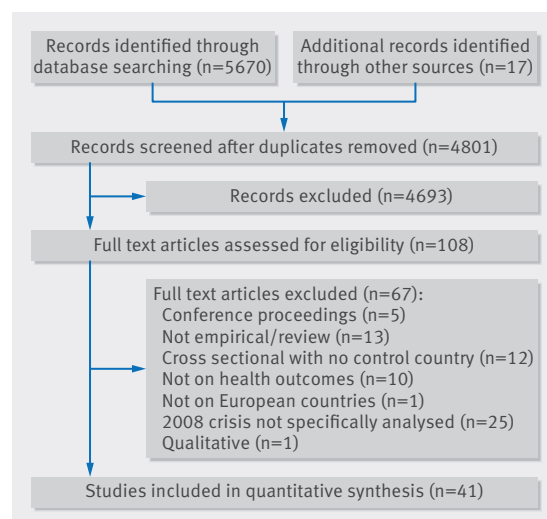 Records identified through
database searching (n=5670)
Additional records identified
through other sources (n=17)
Records screened after duplicates removed (n=4801)
Records excluded (n=4693)
Full text articles assessed for eligibility (n=108)
Full text articles excluded (n=67):
Conference proceedings (n=5)
Not empirical/review (n=13)
Cross sectional with no control country (n=12)
Not on health outcomes (n=10)
Not on European countries (n=1)
2008 crisis not specifically analysed (n=25)
Qualitative (n=1)
Studies included in quantitative synthesis (n=41)